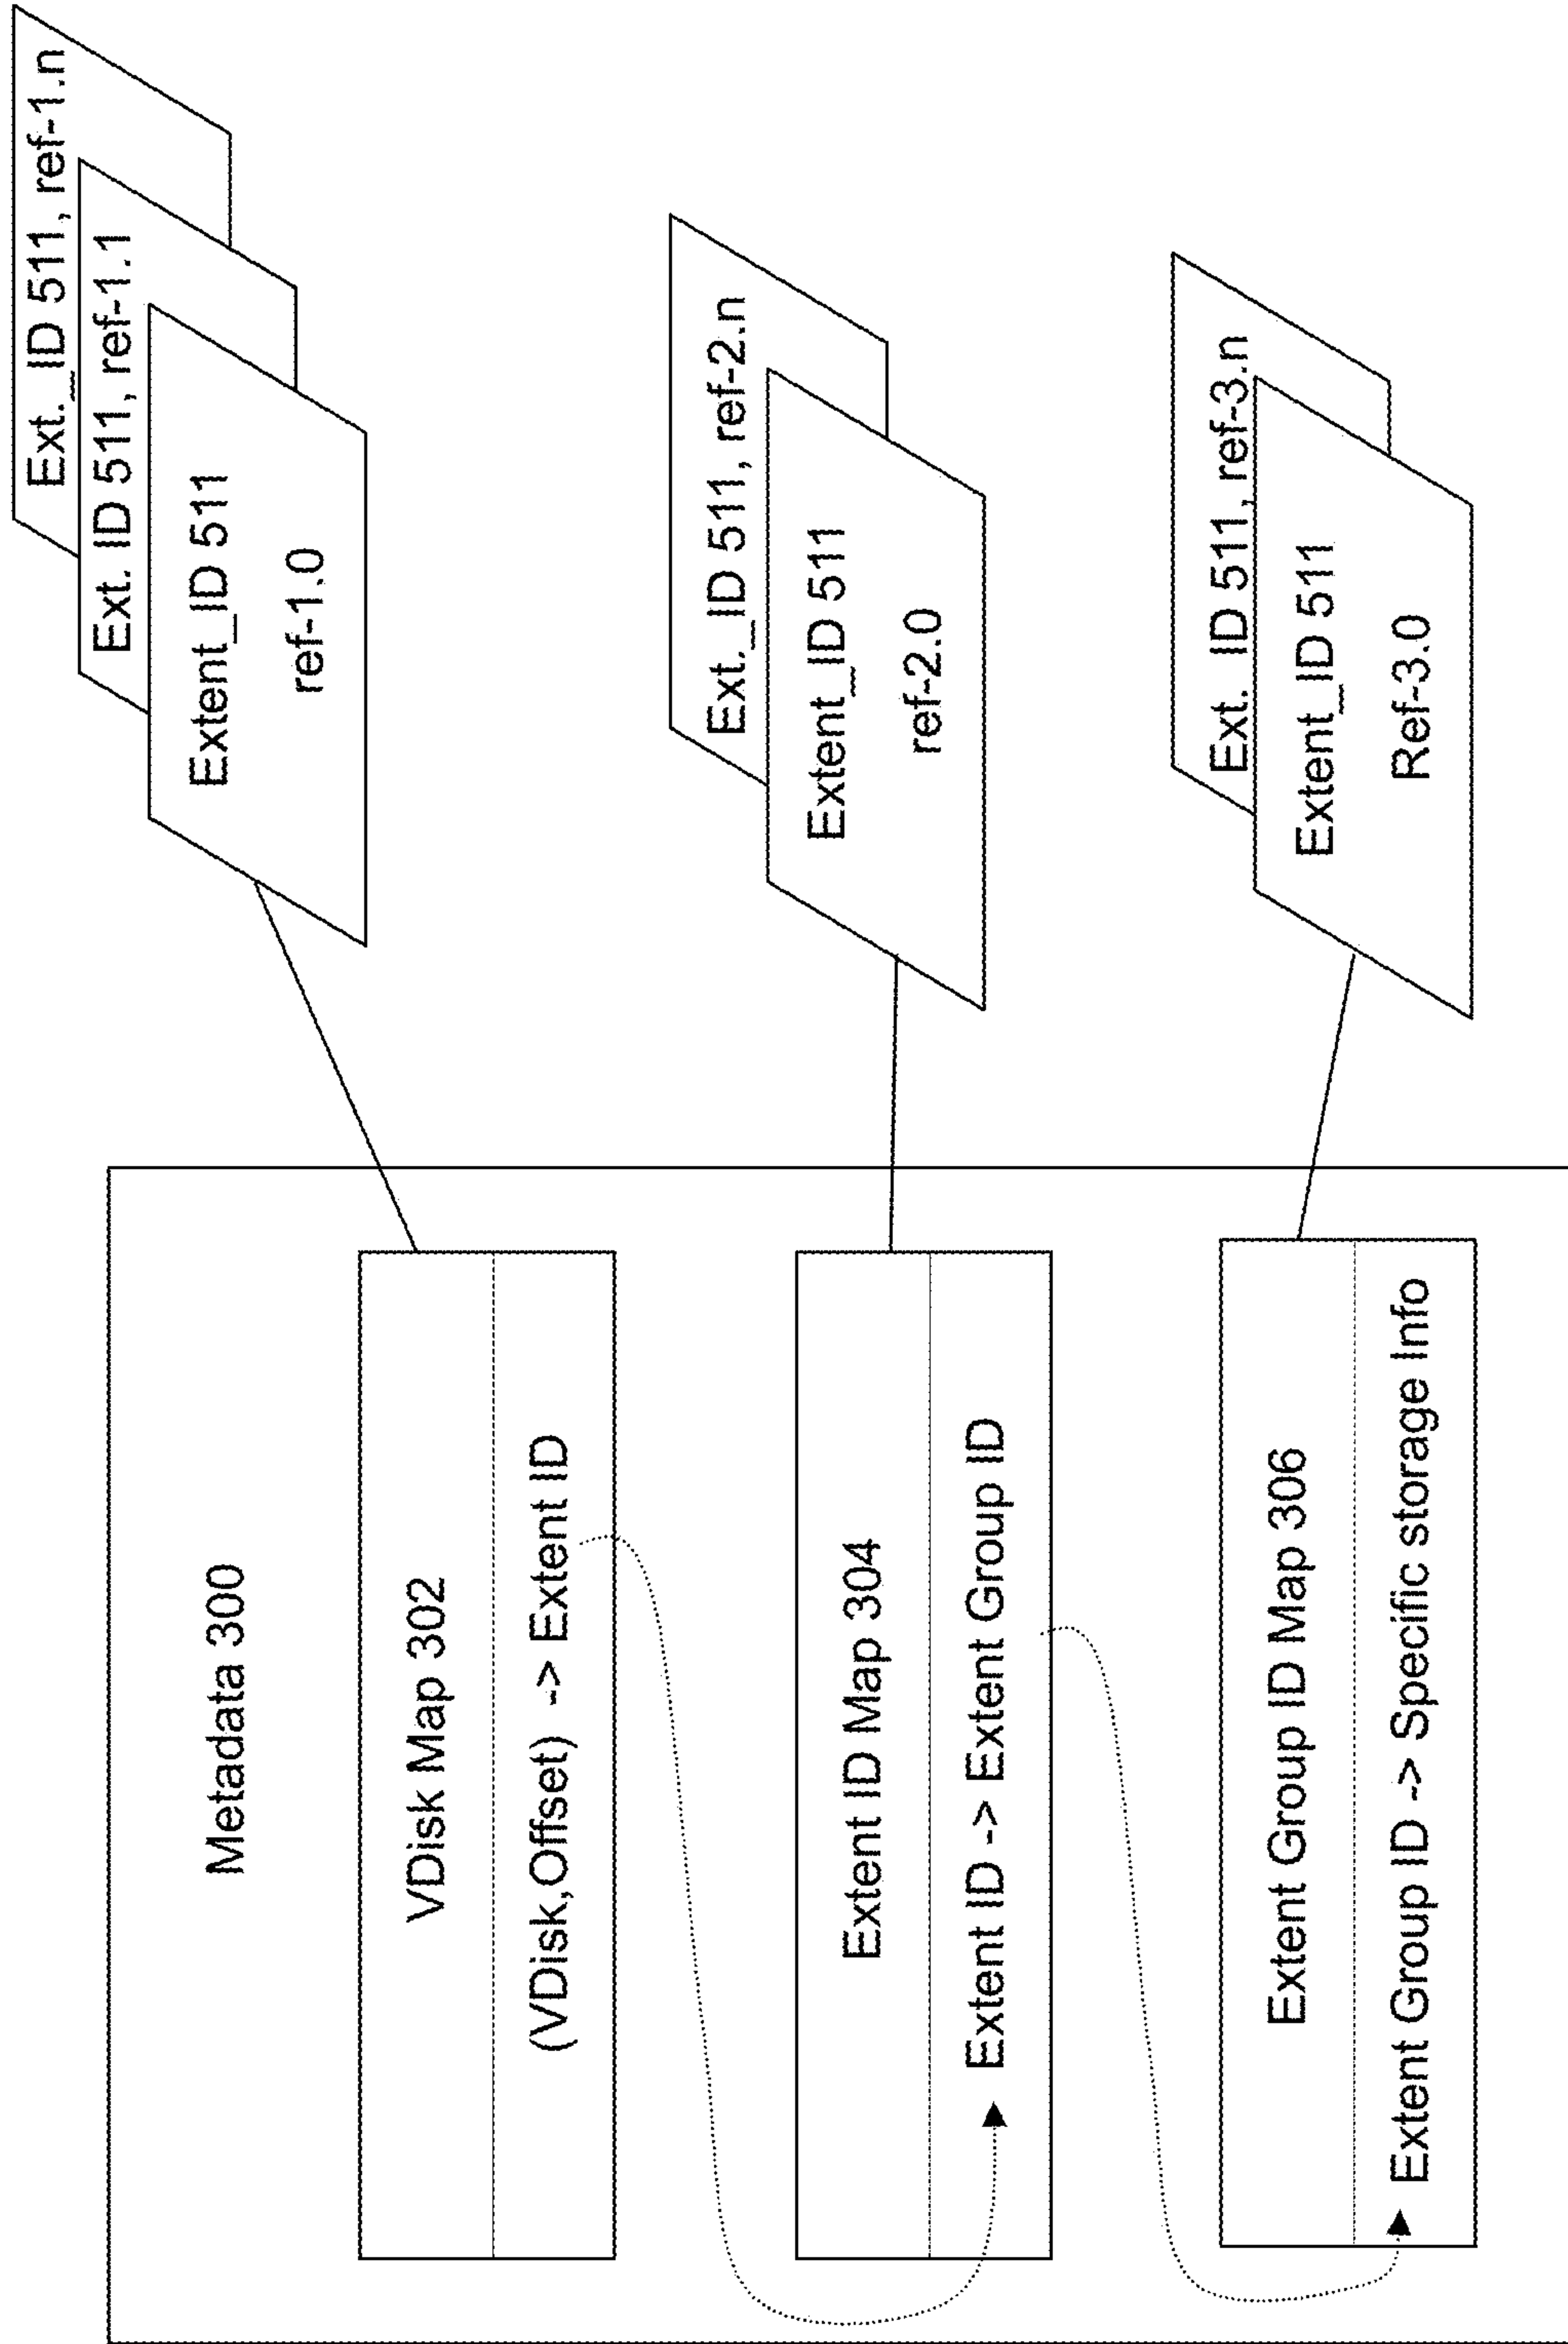 Metadata 300
VDisk Map 302
(VDisk,Offset) -> Extent ID
Extent ID Map 304
Extent ID -> Extent Group ID
Extent Group ID Map 306
Extent Group ID -> Specific storage Info
Ext._ID 511, ref-1.n
Ext. ID 511, ref-1.1
Extent_ID 511
ref-1.0
Ext._ID 511, ref-2.n
Extent_ID 511
ref-2.0
Ext. ID 511, ref-3.n
Extent_ID 511
Ref-3.0